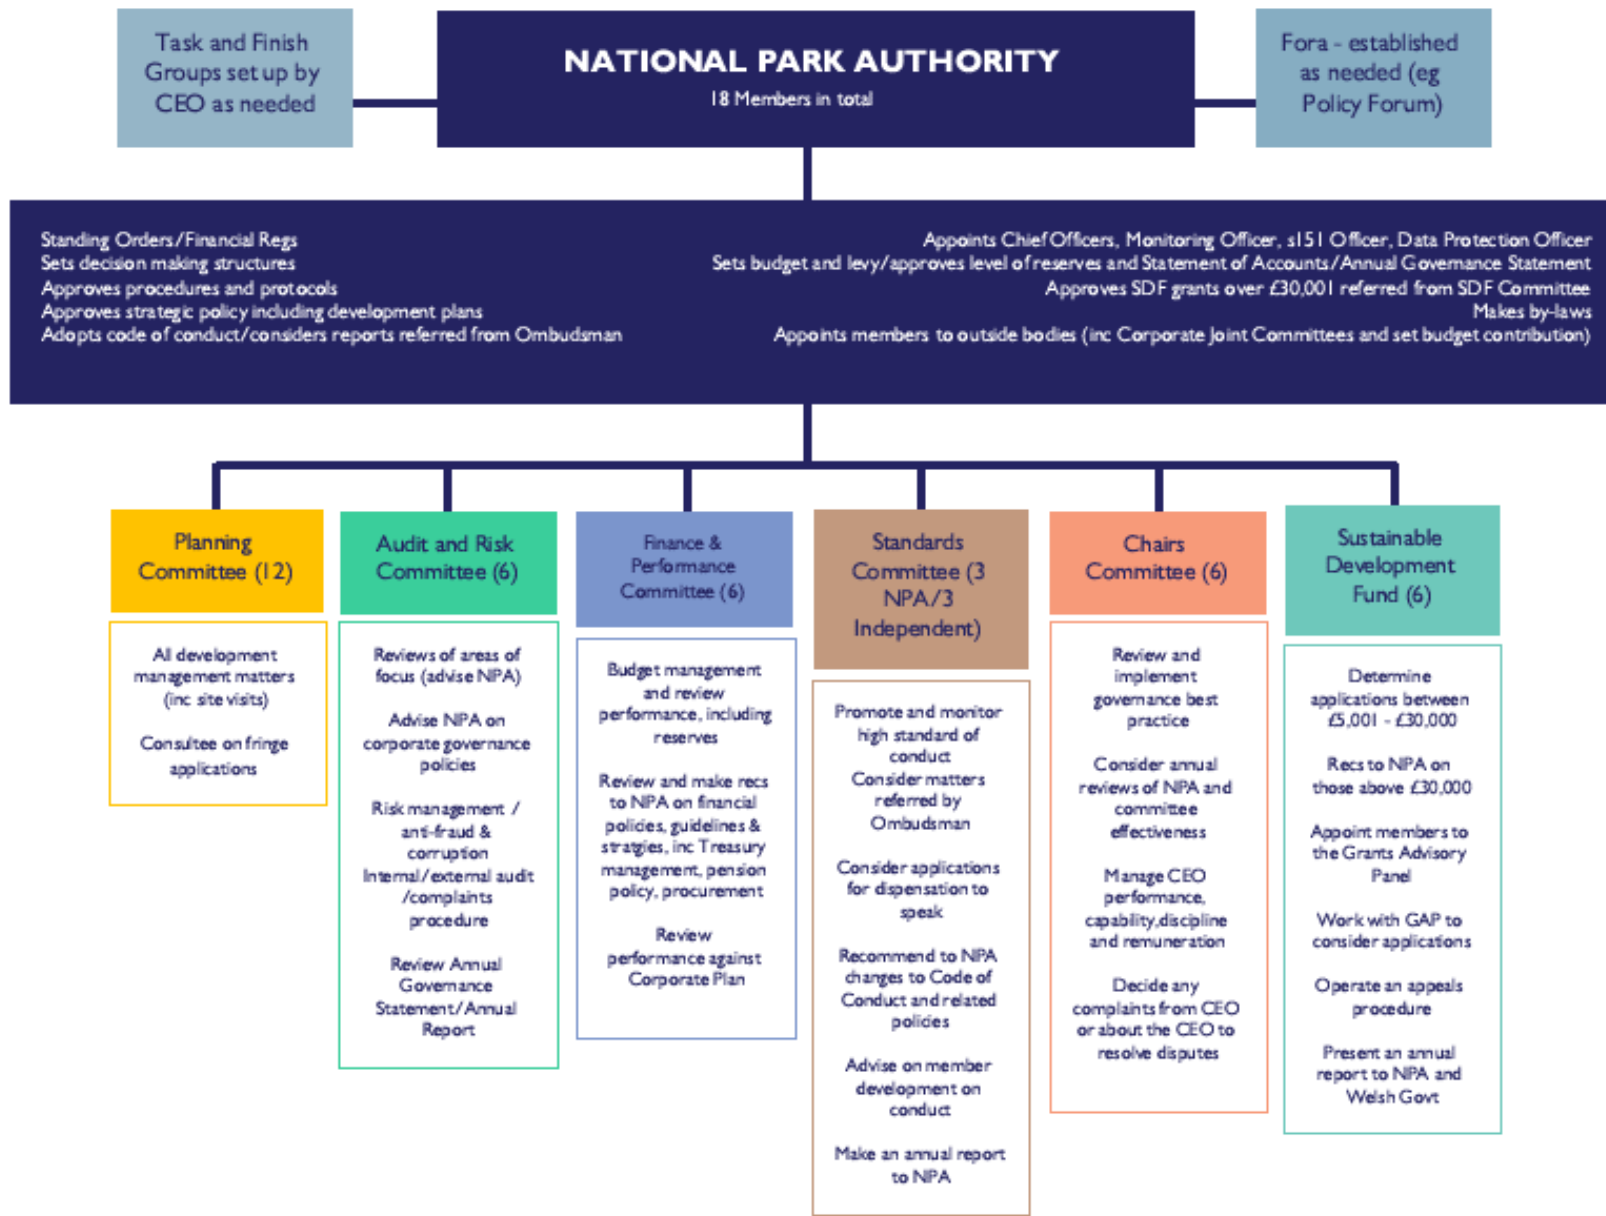 Task and Finish
Groups set up by
CEO as needed
NATIONAL PARK AUTHORITY
18 Members in total
Fora - established
as needed (eg
Policy Forum)
Standing Orders/Financial Regs
Sets decision making structures
Approves procedures and protocols
Approves strategic policy including development plans
Adopts code of conduct/considers reports referred from Ombudsman
Appoints Chief Officers, Monitoring Officer, s151 Officer, Data Protection Officer
Sets budget and levy/approves level of reserves and Statement of Accounts/Annual Governance Statement
Approves SDF grants over £30,001 referred from SDF Committee
Makes by-laws
Appoints members to outside bodies (inc Corporate Joint Committees and set budget contribution)
Planning
Committee (12)
All development
management matters
(inc site visits)
Consultee on fringe
applications
Audit and Risk
Committee (6)
Reviews of areas of
focus (advise NPA)
Advise NPA on
corporate governance
policies
Risk management /
anti-fraud &
corruption
Internal/external audit
/complaints
procedure
Review Annual
Governance
Statement/Annual
Report
Finance &
Performance
Committee (6)
Budget management
and review
performance, including
reserves
Review and make recs
to NPA on financial
policies, guidelines &
stratgies, inc Treasury
management, pension
policy, procurement
Review
performance against
Corporate Plan
Standards
Committee (3
NPA/3
Independent)
Promote and monitor
high standard of
conduct
Consider matters
referred by
Ombudsman
Consider applications
for dispensation to
speak
Recommend to NPA
changes to Code of
Conduct and related
policies
Advise on member
development on
conduct
Make an annual report
to NPA
Chairs
Committee (6)
Review and
implement
governance best
practice
Consider annual
reviews of NPA and
committee
effectiveness
Manage CEO
performance,
capability,discipline
and remuneration
Decide any
complaints from CEO
or about the CEO to
resolve disputes
Sustainable
Development
Fund (6)
Determine
applications between
£5,001 - £30,000
Recs to NPA on
those above £30,000
Appoint members to
the Grants Advisory
Panel
Work with GAP to
consider applications
Operate an appeals
procedure
Present an annual
report to NPA and
Welsh Govt